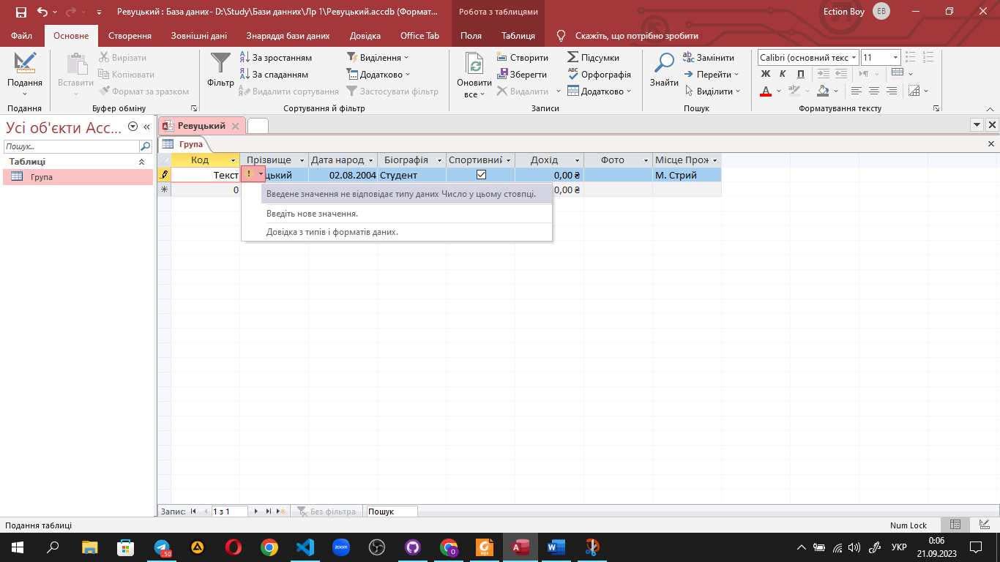 Ревуцький : База даних- D:\Study\Бази данних\Лр 1\Ревуцький.accdb (Формат...
Робота з таблицями
Ection Boy
EB
Файл
Основне
Створення
Зовнішні дані
Знаряддя бази даних
Довідка
Office Tab
Поля
Таблиця
Скажіть, що потрібно зробити
Подання
Подання
Вставити
Вирізати
Копіювати
Формат за зразком
Буфер обміну
Фільтр
За зростанням
За спаданням
Видалити сортування
Виділення
Додатково
Застосувати фільтр
Сортування й фільтр
Оновити
все
Створити
Зберегти
Видалити
Підсумки
Орфографія
Додатково
Записи
Знайти
Замінити
Перейти
Виділити
Пошук
Calibri (основний текс
11
Ж К П
Форматування тексту
Усі об'єкти Acc...
Пошук...
Таблиці
Група
Ревуцький
Група
Код Прізвище Дата народ Біографія Спортивний Дохід Фото Місце Прож
Текст цький 02.08.2004 Студент 0,00 ₴ М. Стрий
0 0,00 ₴
Введене значення не відповідає типу даних Число у цьому стовпці.
Введіть нове значення.
Довідка з типів і форматів даних.
Запис: 1 з 1 Без фільтра Пошук
Подання таблиці
Num Lock
50
zoom
PDF
УКР
0:06
21.09.2023